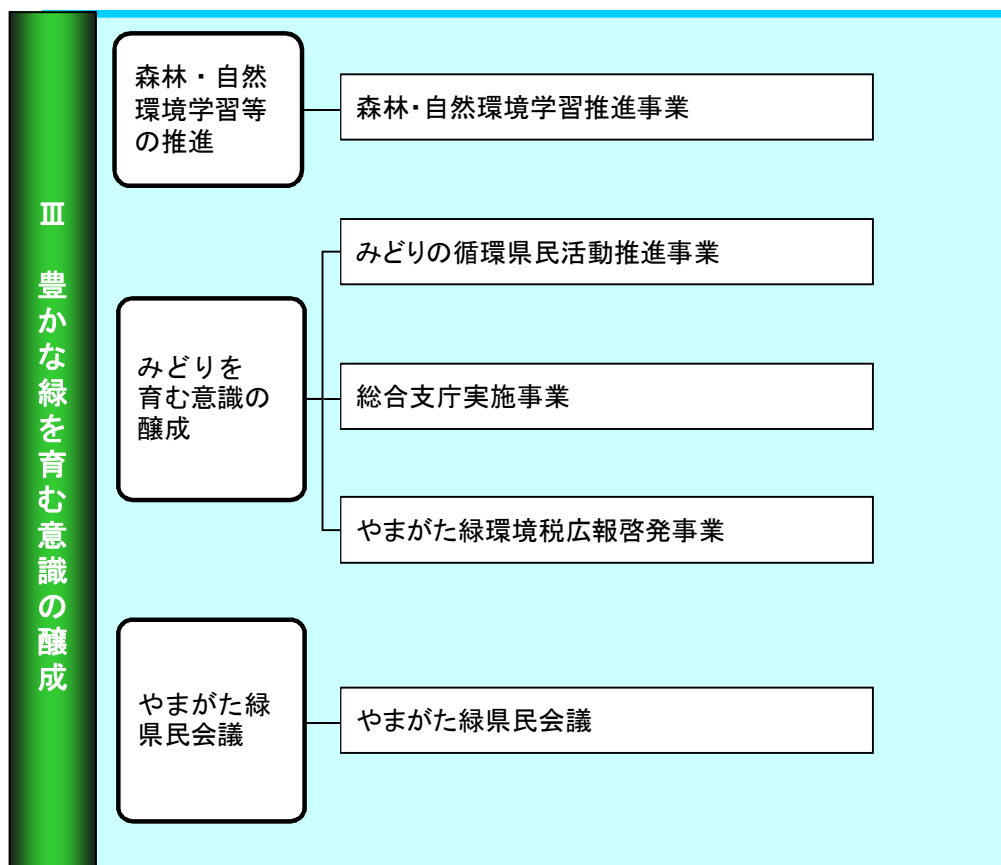 Ⅲ 豊かな緑を育む意識の醸成
森林・自然
環境学習等
の推進
森林・自然環境学習推進事業
みどりを
育む意識の
醸成
みどりの循環県民活動推進事業
総合支庁実施事業
やまがた緑環境税広報啓発事業
やまがた緑
県民会議
やまがた緑県民会議